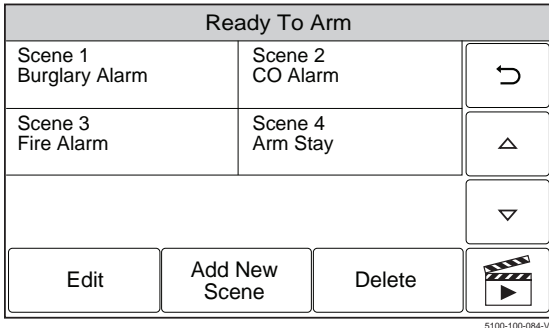 Ready To Arm
Scene 1
Burglary Alarm
Scene 2
CO Alarm
Scene 3
Fire Alarm
Scene 4
Arm Stay
Edit
Add New
Scene
Delete
5100-100-084-V